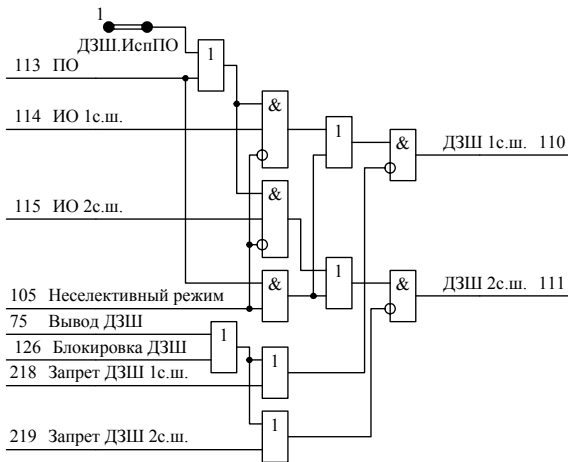 1
ДЗШ.ИспПО
1
113 ПО
&
114 ИО 1с.ш.
1
&
ДЗШ 1с.ш. 110
&
115 ИО 2с.ш.
1
&
ДЗШ 2с.ш. 111
&
105 Неселективный режим
75 Вывод ДЗШ
1
126 Блокировка ДЗШ
1
218 Запрет ДЗШ 1с.ш.
1
219 Запрет ДЗШ 2с.ш.